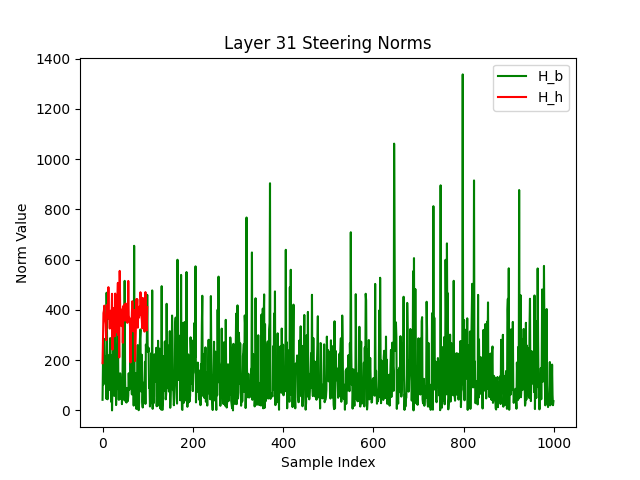 Layer 31 Steering Norms
H_b
H_h
Norm Value
1400
1200
1000
800
600
400
200
0
0 200 400 600 800 1000
Sample Index